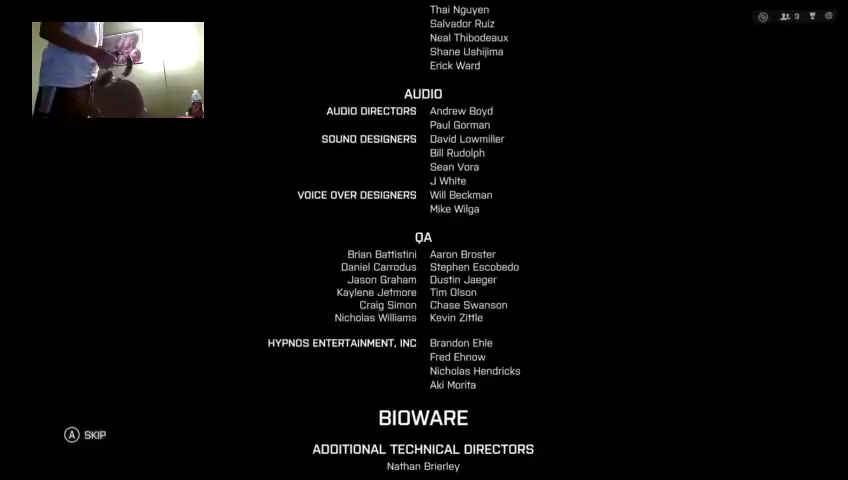 Thai Nguyen
Salvador Ruiz
Neal Thibodeaux
Shane Ushijima
Erick Ward
3
AUDIO
AUDIO DIRECTORS Andrew Boyd
Paul Gorman
SOUND DESIGNERS David Lowmiller
Bill Rudolph
Sean Vora
J White
VOICE OVER DESIGNERS Will Beckman
Mike Wilga
QA
Brian Battistini Aaron Broster
Daniel Carrodus Stephen Escobedo
Jason Graham Dustin Jaeger
Kaylene Jetmore Tim Olson
Craig Simon Chase Swanson
Nicholas Williams Kevin Zittle
HYPNOS ENTERTAINMENT, INC Brandon Ehle
Fred Ehnow
Nicholas Hendricks
Aki Morita
BIOWARE
A SKIP
ADDITIONAL TECHNICAL DIRECTORS
Nathan Brierley